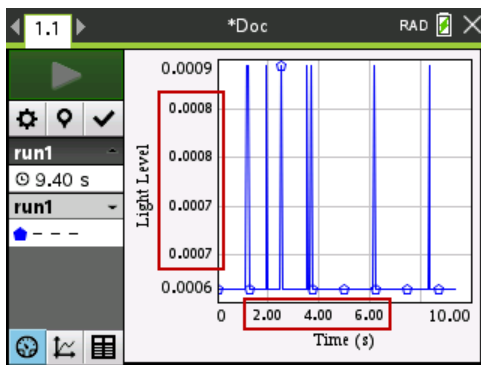 1.1
*Doc
RAD
run1
9.40 s
run1
- - -
0.0009
0.0008
0.0008
0.0007
0.0007
0.0006
Light Level
0
2.00
4.00
6.00
10.00
Time (s)